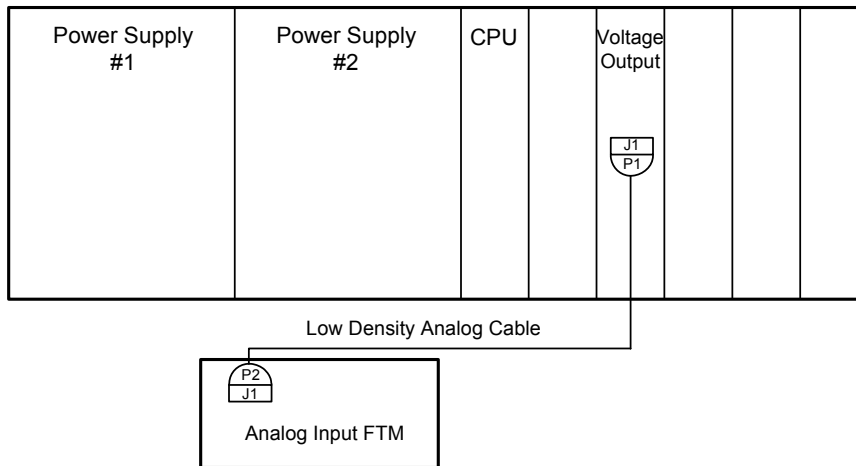 Power Supply
#1
Power Supply
#2
CPU
Voltage
Output
J1
P1
Low Density Analog Cable
P2
J1
Analog Input FTM